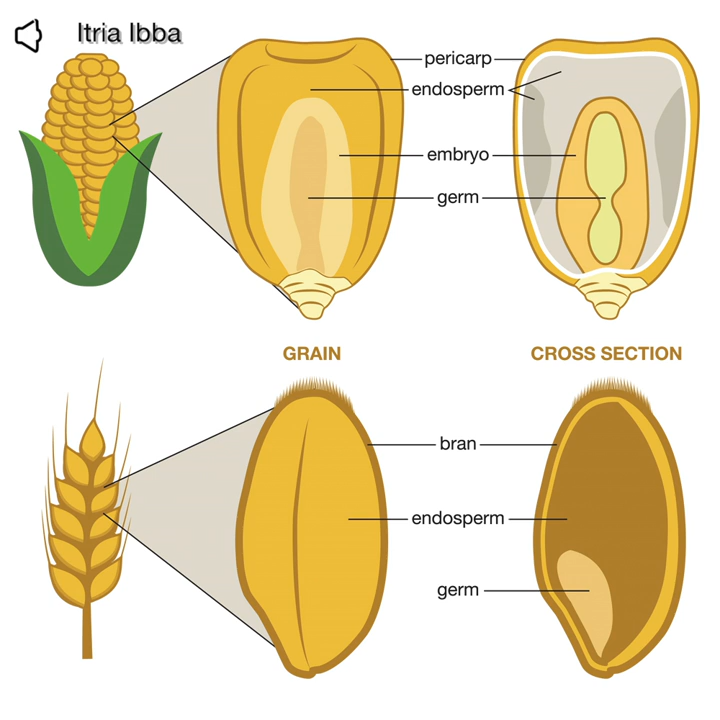 Itria Ibba
pericarp
endosperm
embryo
germ
GRAIN
CROSS SECTION
bran
endosperm
germ